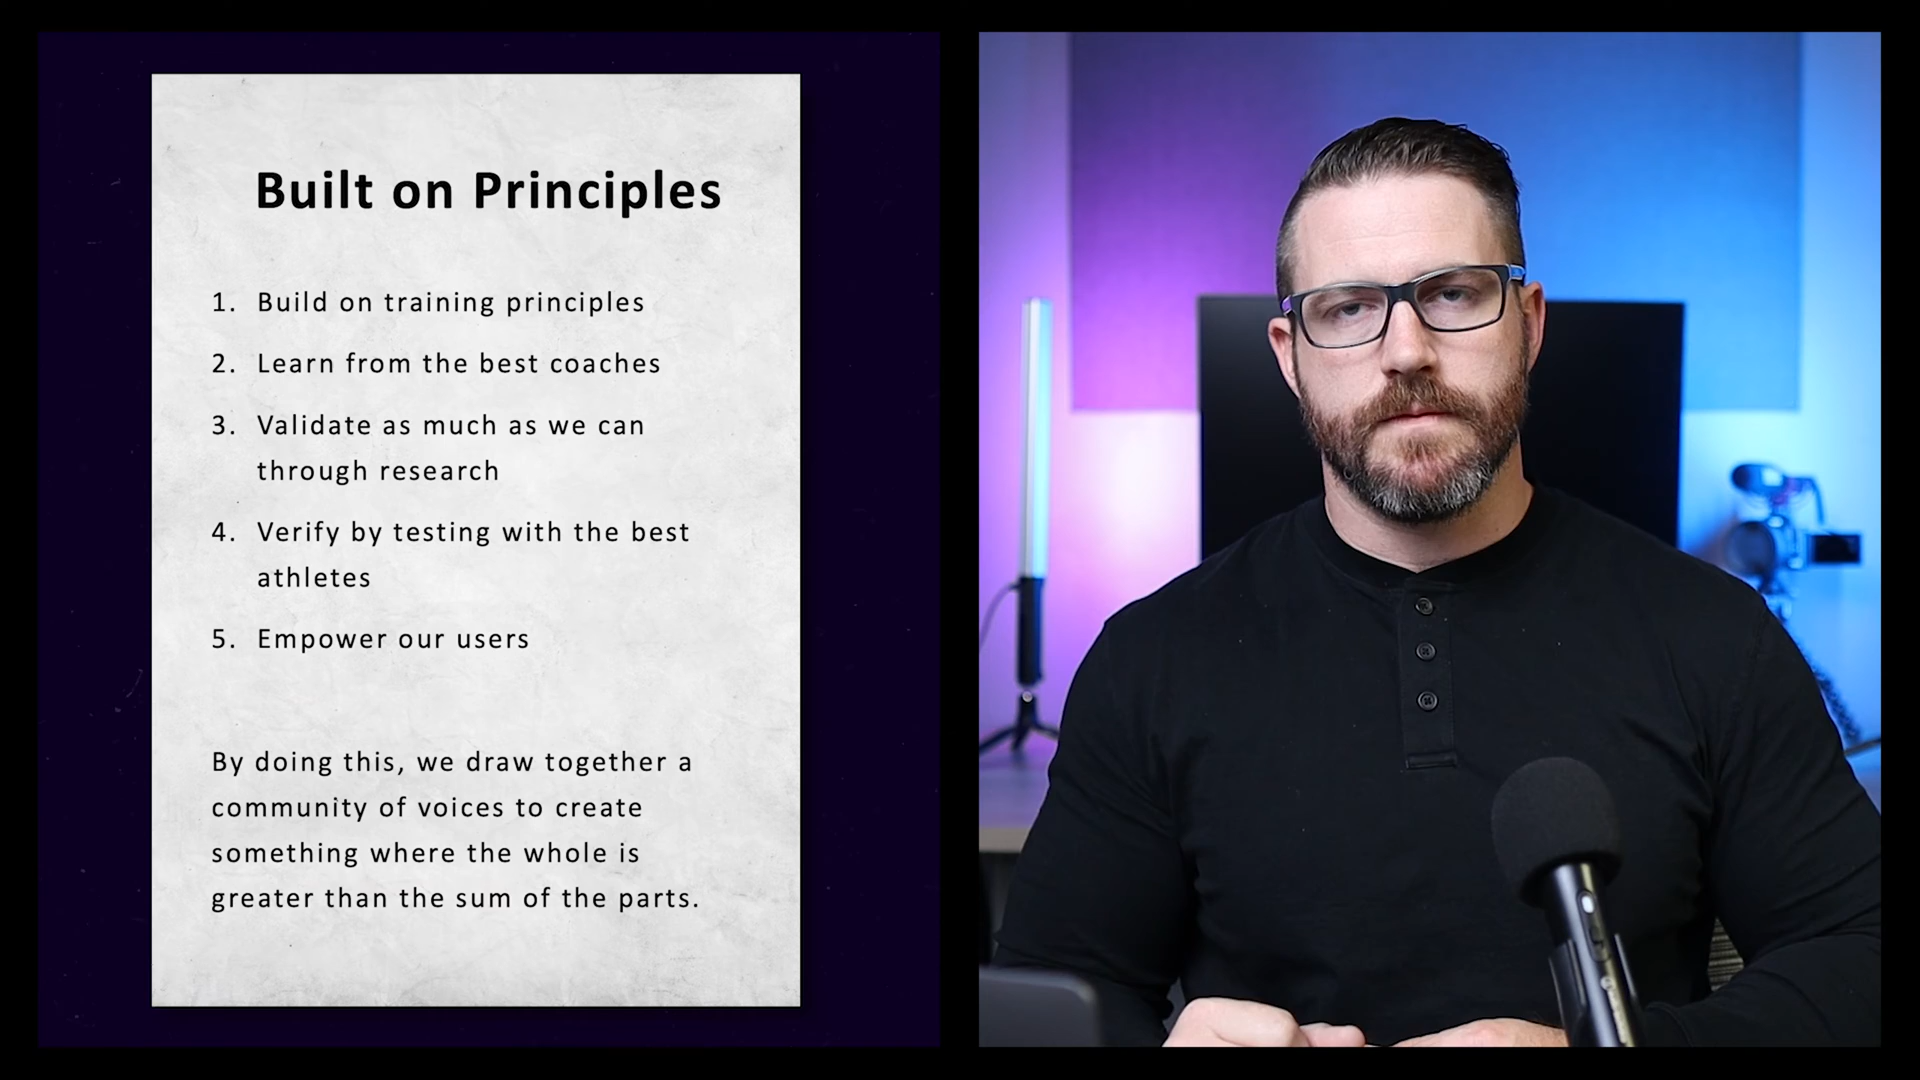 Built on Principles
1. Build on training principles
2. Learn from the best coaches
3. Validate as much as we can
through research
4. Verify by testing with the best
athletes
5. Empower our users
By doing this, we draw together a
community of voices to create
something where the whole is
greater than the sum of the parts.